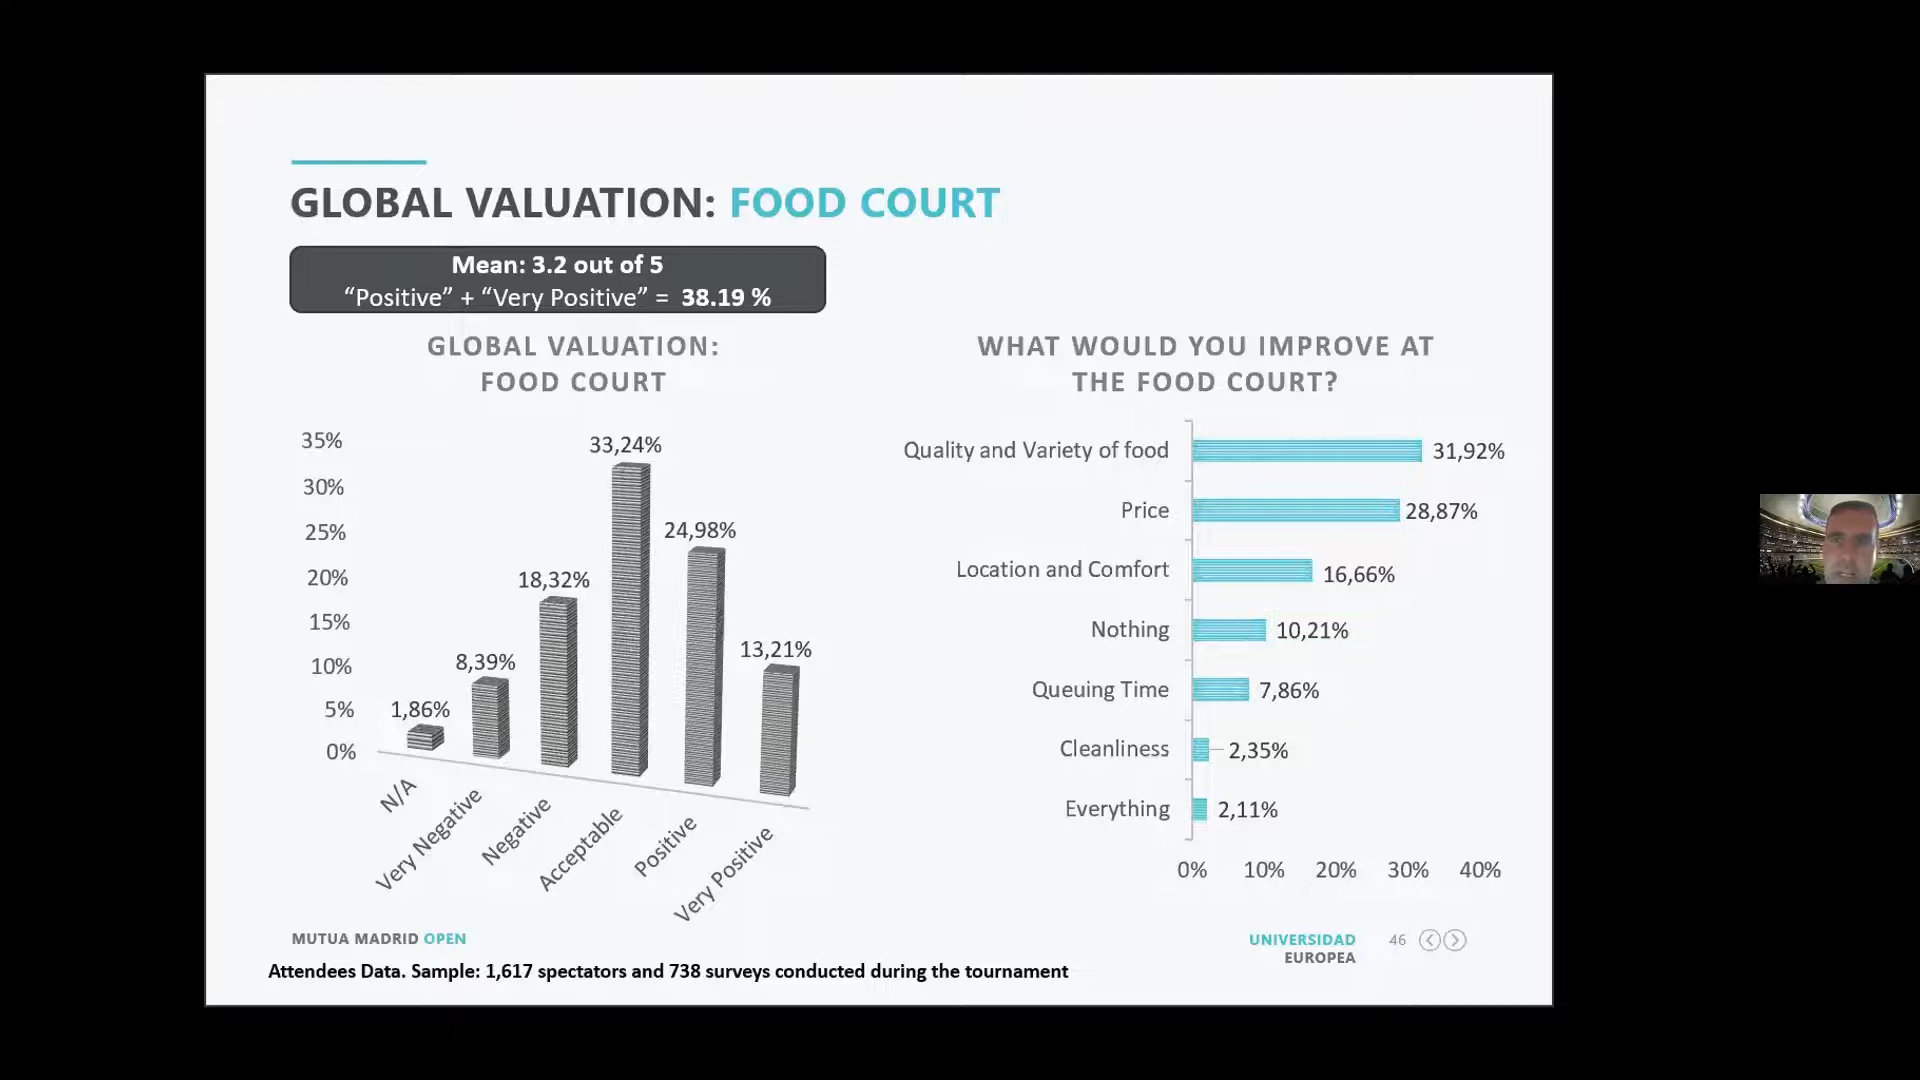 GLOBAL VALUATION: FOOD COURT
Mean: 3.2 out of 5
“Positive” + “Very Positive” = 38.19 %
GLOBAL VALUATION:
FOOD COURT
35%
30%
25%
20%
15%
10%
5%
0%
1,86%
8,39%
18,32%
33,24%
24,98%
13,21%
N/A
Very Negative
Negative
Acceptable
Positive
Very Positive
WHAT WOULD YOU IMPROVE AT
THE FOOD COURT?
Quality and Variety of food 31,92%
Price 28,87%
Location and Comfort 16,66%
Nothing 10,21%
Queuing Time 7,86%
Cleanliness 2,35%
Everything 2,11%
0% 10% 20% 30% 40%
MUTUA MADRID OPEN
UNIVERSIDAD
EUROPEA
46
Attendees Data. Sample: 1,617 spectators and 738 surveys conducted during the tournament